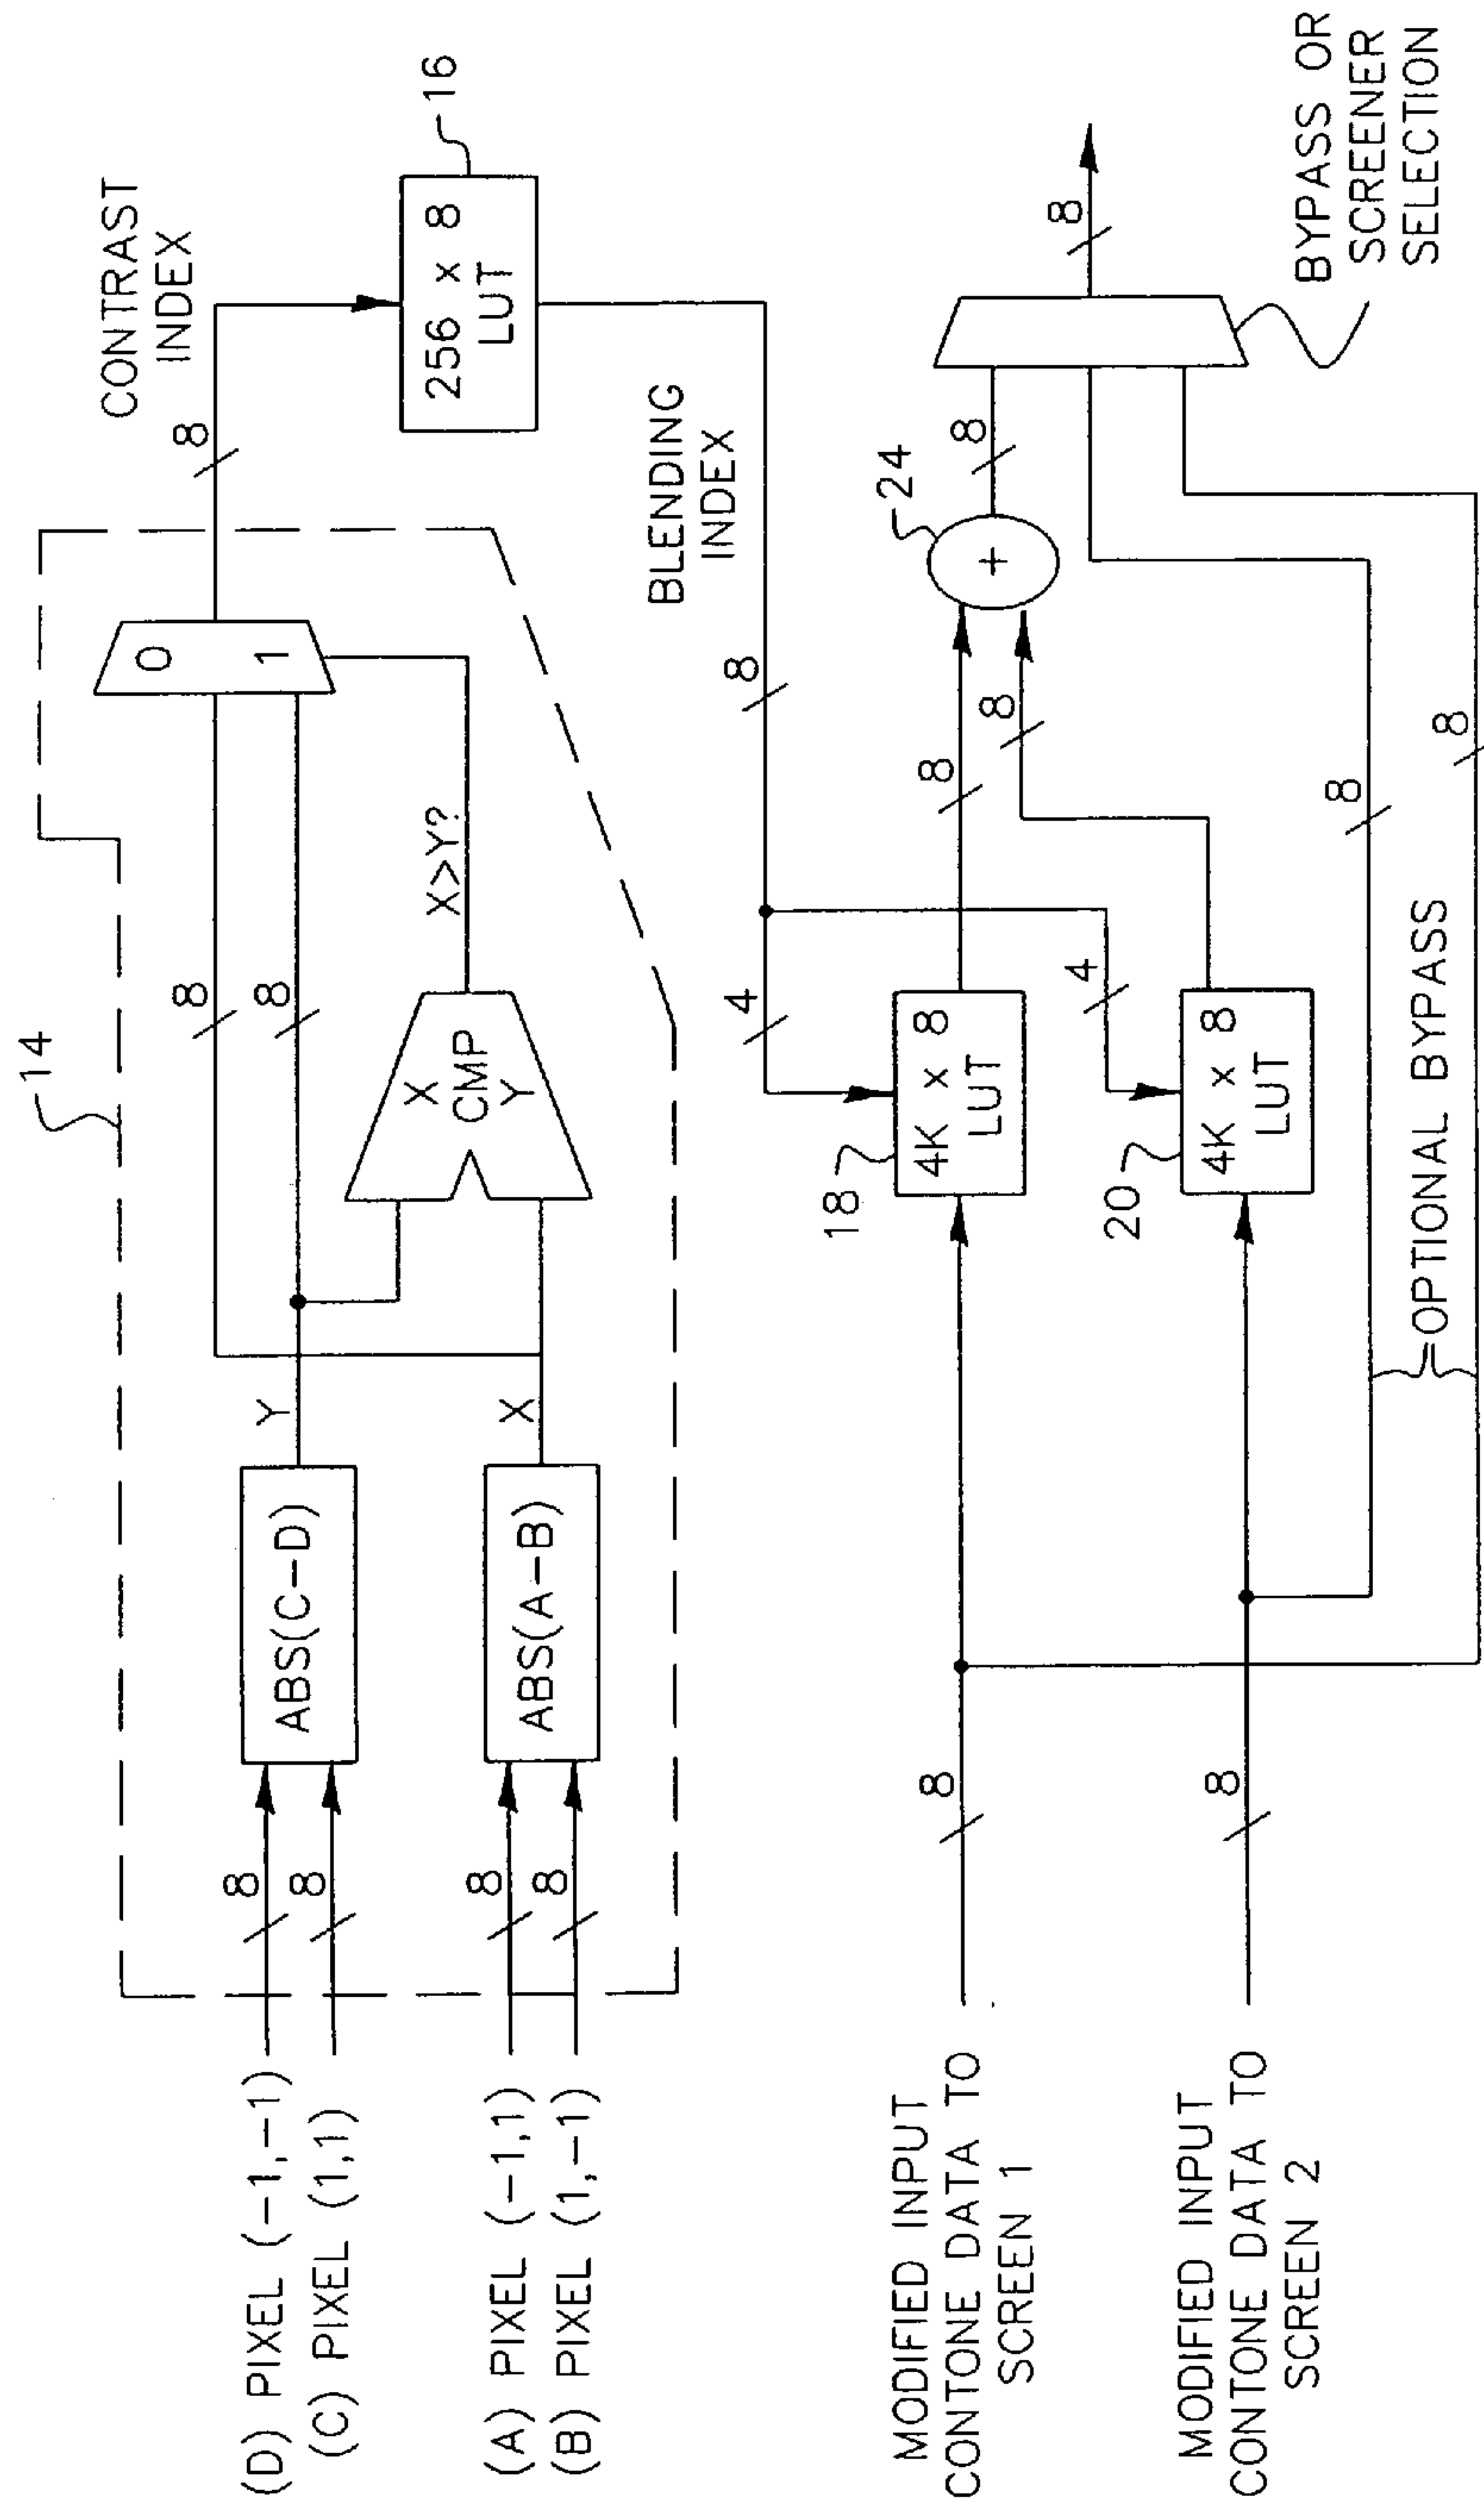 14
(D) PIXEL (-1,-1)
(C) PIXEL (1,1)
8
8
ABS(C-D)
Y
8
8
(A) PIXEL (-1,1)
(B) PIXEL (1,-1)
8
8
ABS(A-B)
X
X
CMP
Y
X>Y?
0
1
8
CONTRAST
INDEX
256 x 8
LUT
16
BLENDING
INDEX
8
4
4
MODIFIED INPUT
CONTONE DATA TO
SCREEN 1
8
18
4K x 8
LUT
8
MODIFIED INPUT
CONTONE DATA TO
SCREEN 2
8
20
4K x 8
LUT
8
+
24
8
8
OPTIONAL BYPASS
8
8
BYPASS OR
SCREENER
SELECTION